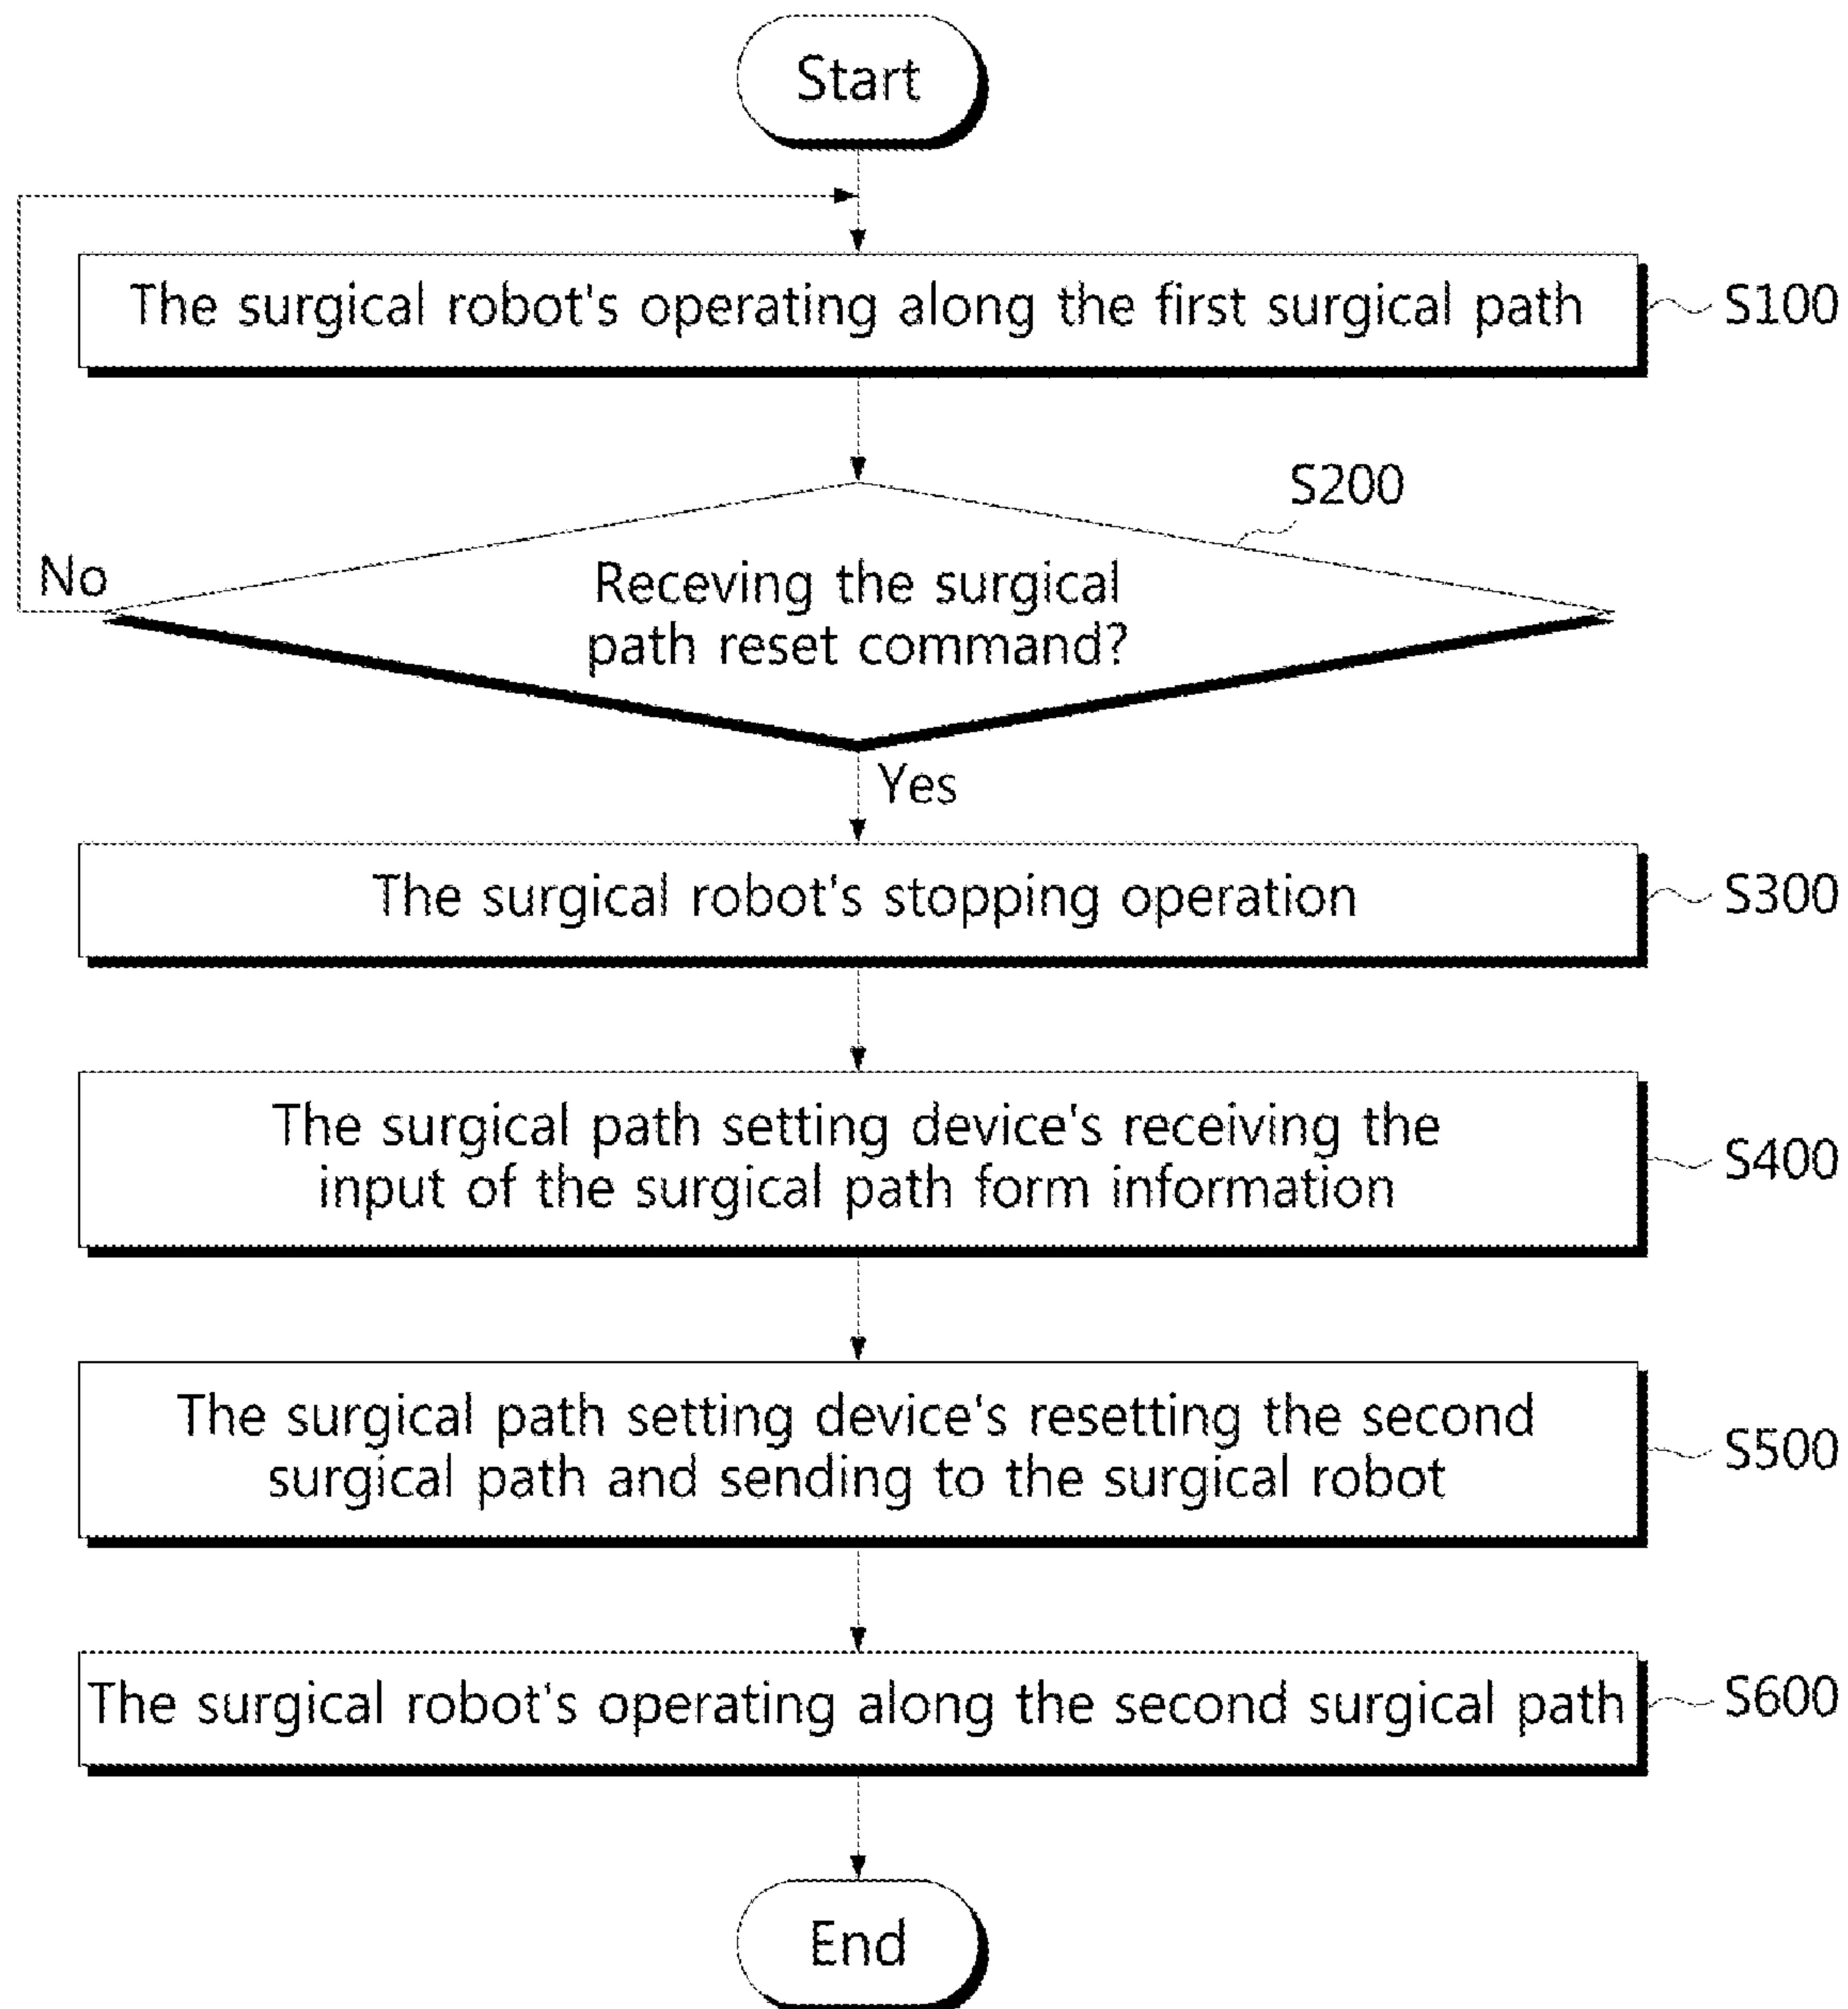 Start
The surgical robot's operating along the first surgical path
S100
S200
No
Receving the surgical
path reset command?
Yes
The surgical robot's stopping operation
S300
The surgical path setting device's receiving the
input of the surgical path form information
S400
The surgical path setting device's resetting the second
surgical path and sending to the surgical robot
S500
The surgical robot's operating along the second surgical path
S600
End